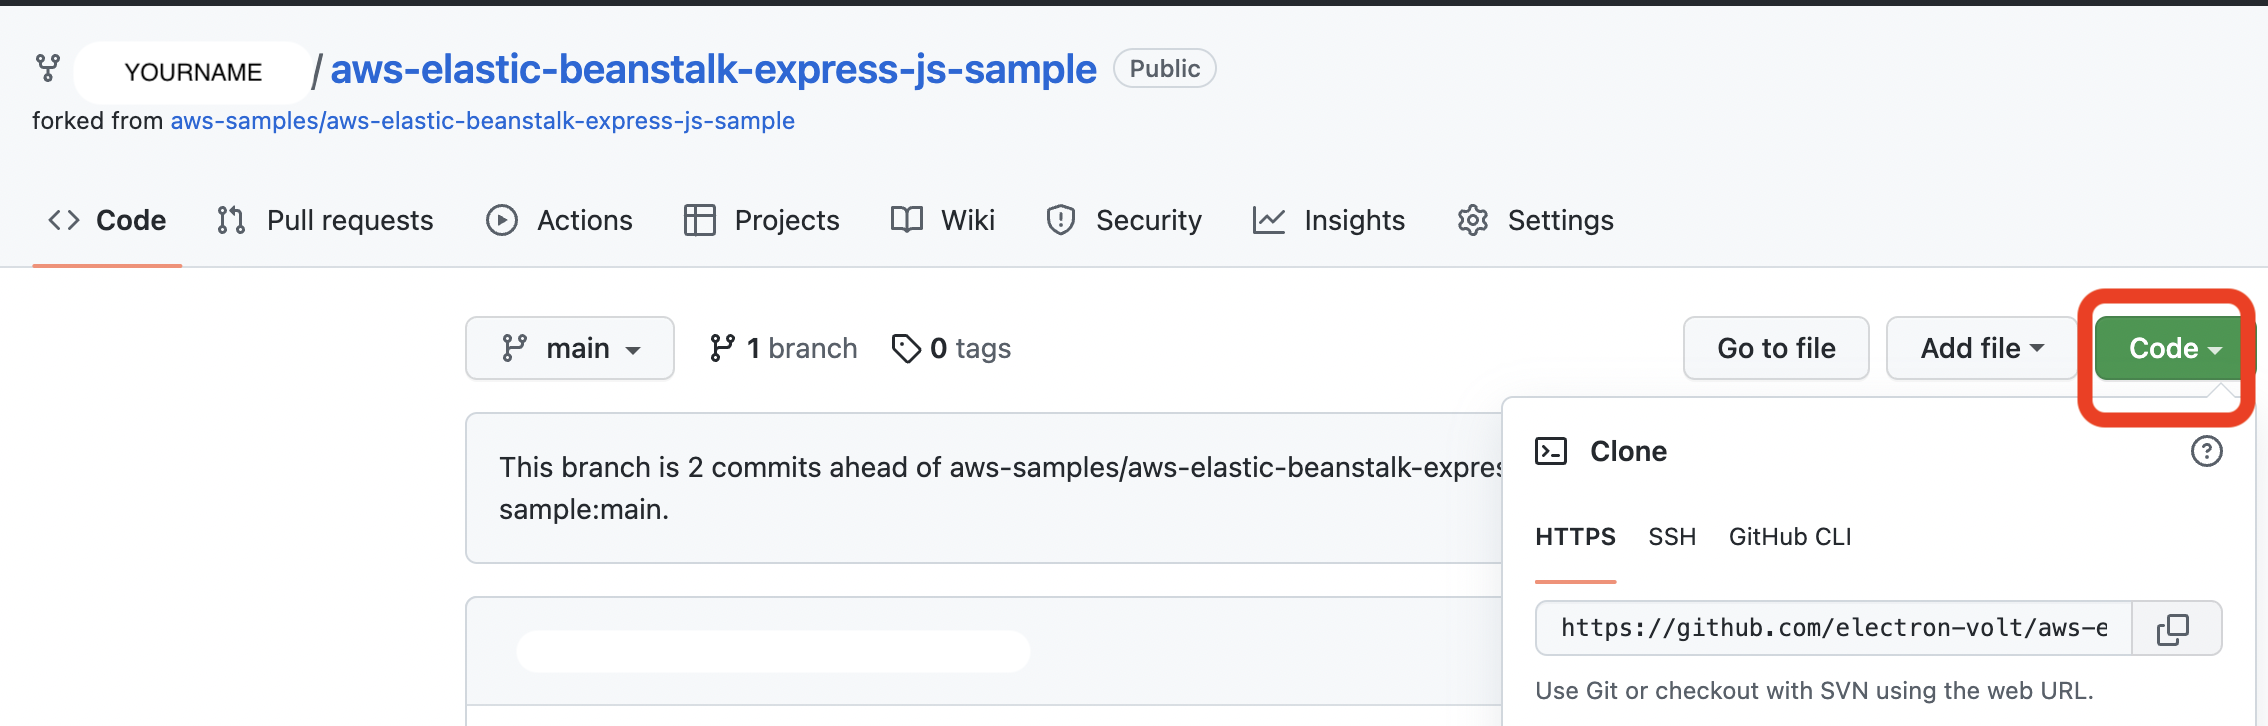 YOURNAME / aws-elastic-beanstalk-express-js-sample Public
forked from aws-samples/aws-elastic-beanstalk-express-js-sample
Code Pull requests Actions Projects Wiki Security Insights Settings
main 1 branch 0 tags Go to file Add file Code
This branch is 2 commits ahead of aws-samples/aws-elastic-beanstalk-expres
sample:main.
Clone
HTTPS SSH GitHub CLI
https://github.com/electron-volt/aws-e
Use Git or checkout with SVN using the web URL.